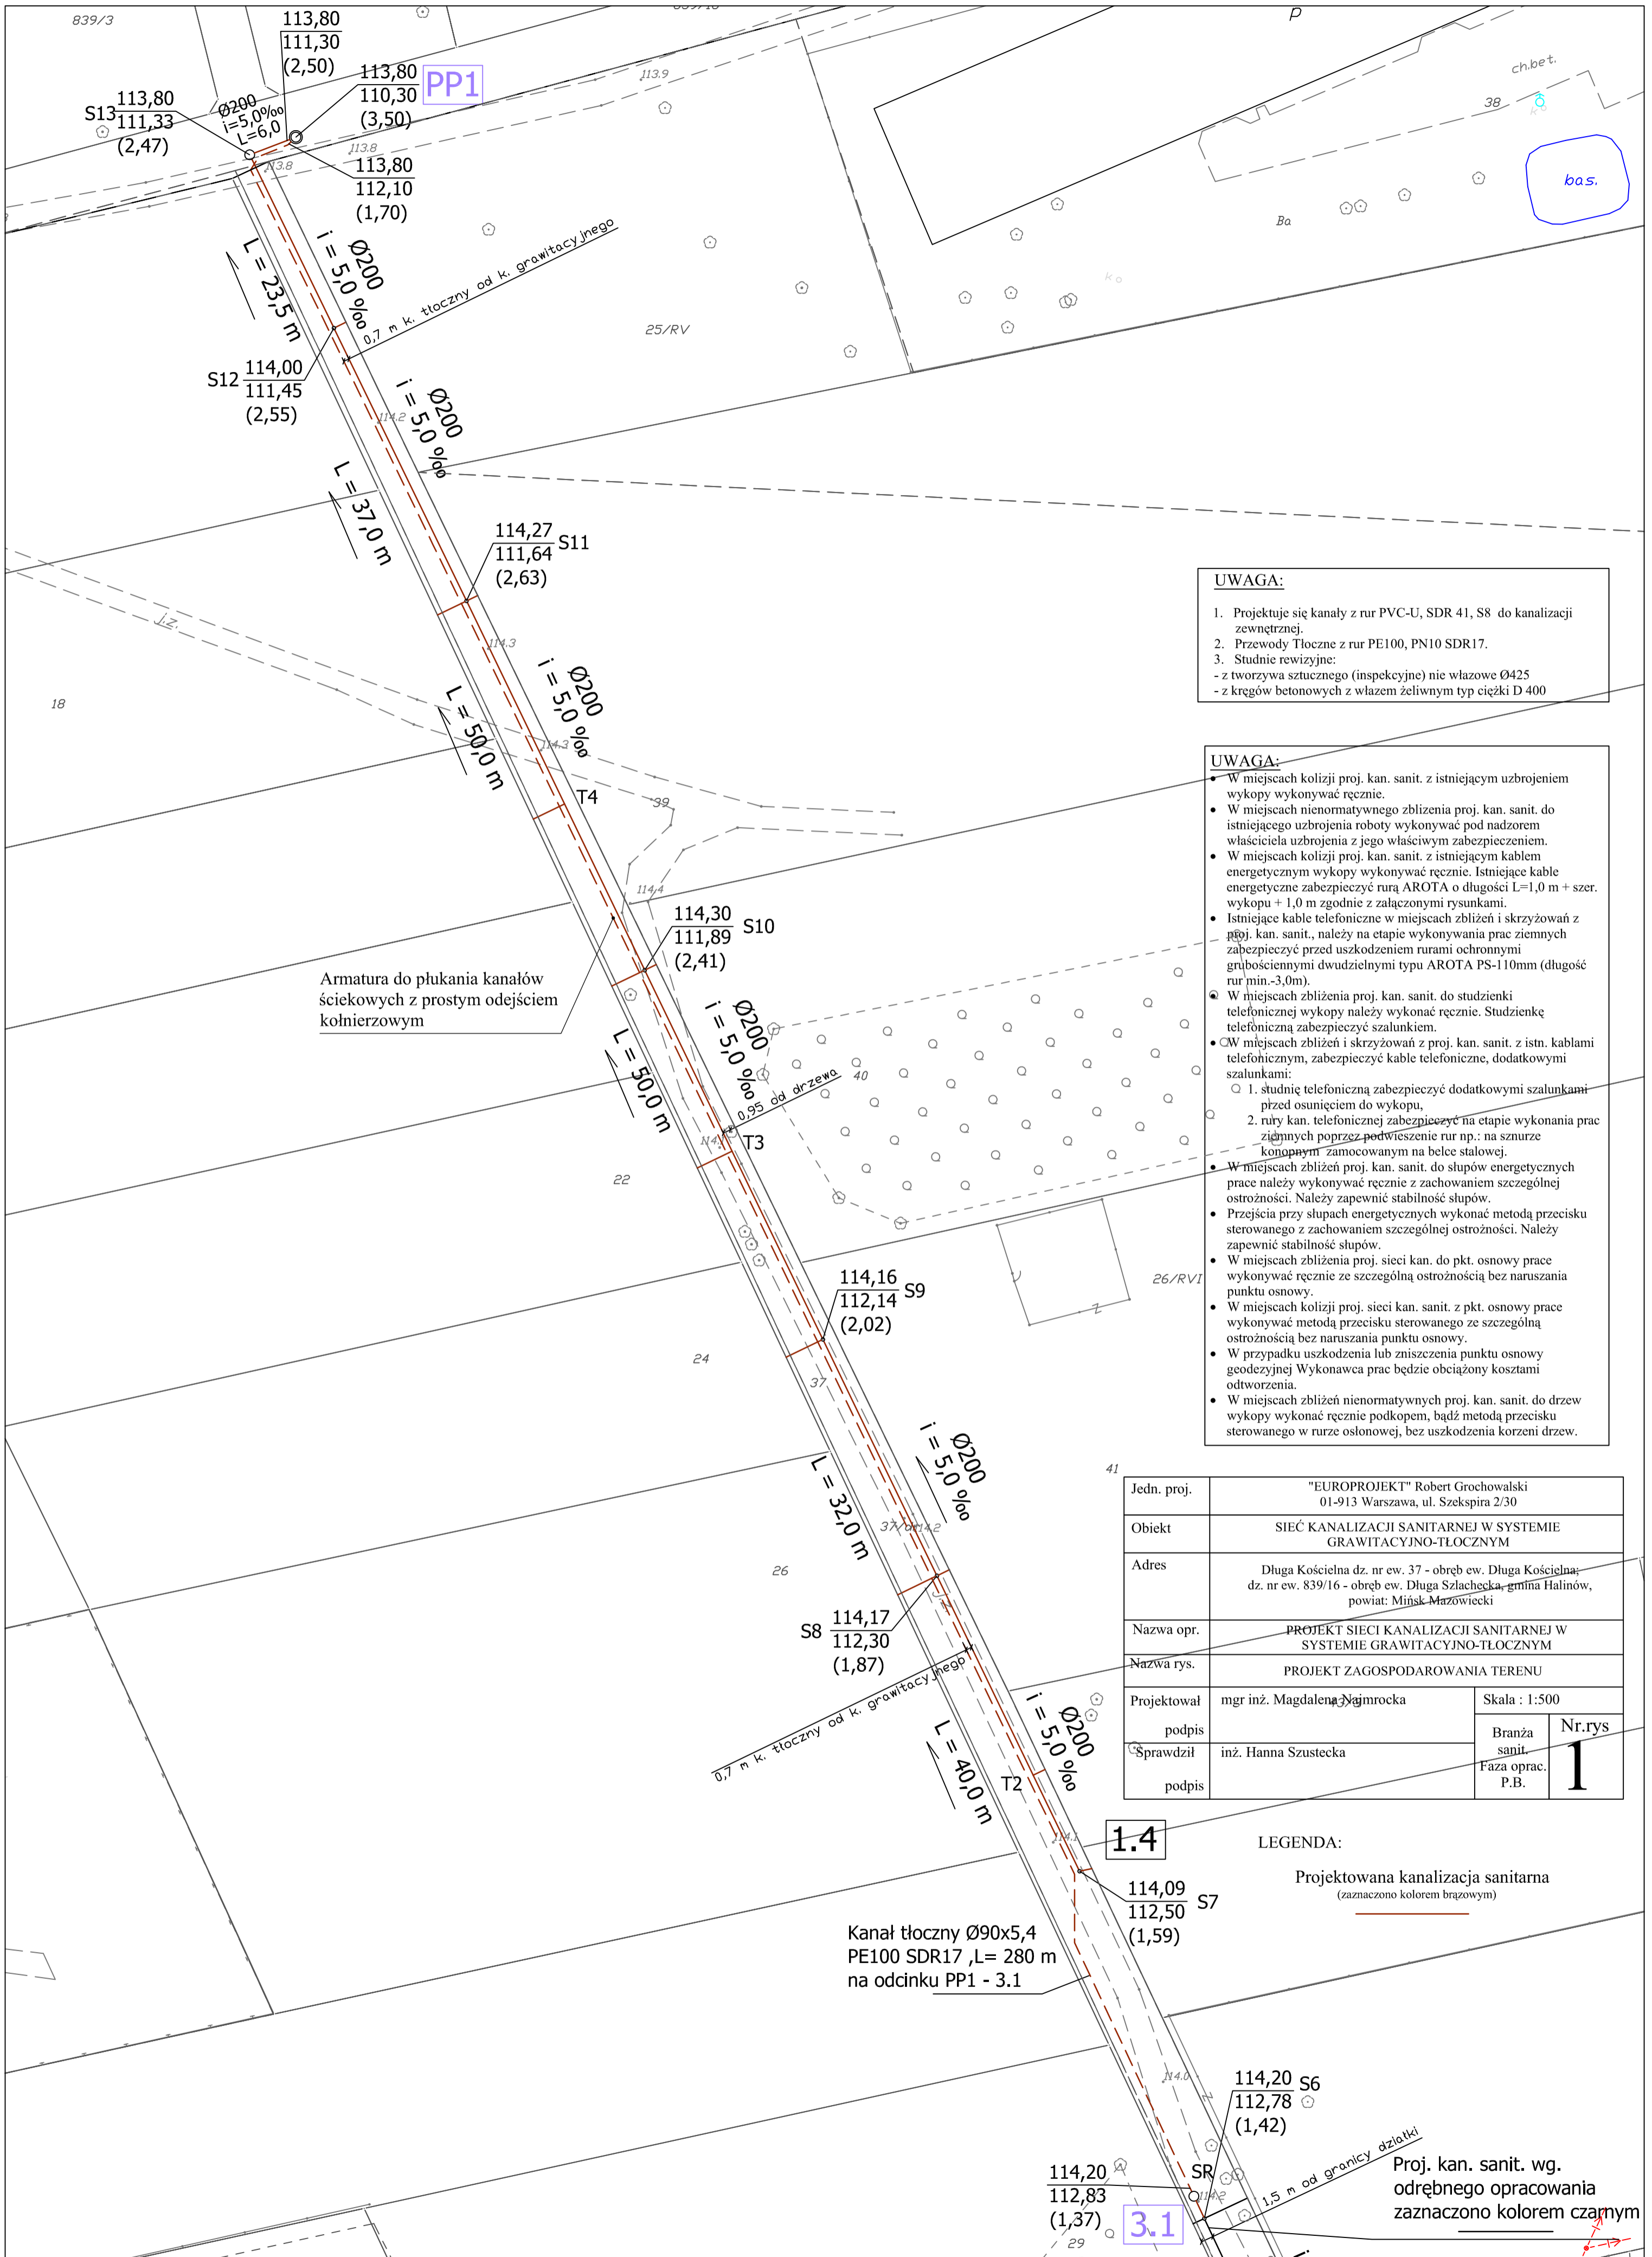 839/3
113,80
111,30
(2,50)
113,80
110,30
(3,50)
PP1
S13
113,80
111,33
(2,47)
Ø200
i=5,0‰
L=6,0
113.9
113.8
113.8
113,80
112,10
(1,70)
P
ch.bet.
38
ko
bas.
Ba
ko
L = 23,5 m
Ø200
i = 5,0 ‰
0,7 m k. tłoczny od k. grawitacyjnego
25/RV
S12
114,00
111,45
(2,55)
114.2
Ø200
i = 5,0 ‰
L = 37,0 m
114,27
111,64
(2,63)
S11
j.z.
114.3
18
L = 50,0 m
Ø200
i = 5,0 ‰
114.3
T4
39
UWAGA:
1. Projektuje się kanały z rur PVC-U, SDR 41, S8 do kanalizacji
zewnętrznej.
2. Przewody Tłoczne z rur PE100, PN10 SDR17.
3. Studnie rewizyjne:
- z tworzywa sztucznego (inspekcyjne) nie włazowe Ø425
- z kręgów betonowych z włazem żeliwnym typ ciężki D 400
UWAGA:
• W miejscach kolizji proj. kan. sanit. z istniejącym uzbrojeniem
wykopy wykonywać ręcznie.
• W miejscach nienormatywnego zblizenia proj. kan. sanit. do
istniejącego uzbrojenia roboty wykonywać pod nadzorem
właściciela uzbrojenia z jego właściwym zabezpieczeniem.
• W miejscach kolizji proj. kan. sanit. z istniejącym kablem
energetycznym wykopy wykonywać ręcznie. Istniejące kable
energetyczne zabezpieczyć rurą AROTA o długości L=1,0 m + szer.
wykopu + 1,0 m zgodnie z załączonymi rysunkami.
• Istniejące kable telefoniczne w miejscach zbliżeń i skrzyżowań z
proj. kan. sanit., należy na etapie wykonywania prac ziemnych
zabezpieczyć przed uszkodzeniem rurami ochronnymi
grubościennymi dwudzielnymi typu AROTA PS-110mm (długość
rur min.-3,0m).
• W miejscach zbliżenia proj. kan. sanit. do studzienki
telefonicznej wykopy należy wykonać ręcznie. Studzienkę
telefoniczną zabezpieczyć szalunkiem.
• W miejscach zbliżeń i skrzyżowań z proj. kan. sanit. z istn. kablami
telefonicznym, zabezpieczyć kable telefoniczne, dodatkowymi
szalunkami:
1. studnię telefoniczną zabezpieczyć dodatkowymi szalunkami
przed osunięciem do wykopu,
2. rury kan. telefonicznej zabezpieczyć na etapie wykonania prac
ziemnych poprzez podwieszenie rur np.: na sznurze
konopnym zamocowanym na belce stalowej.
• W miejscach zbliżeń proj. kan. sanit. do słupów energetycznych
prace należy wykonywać ręcznie z zachowaniem szczególnej
ostrożności. Należy zapewnić stabilność słupów.
• Przejścia przy słupach energetycznych wykonać metodą przecisku
sterowanego z zachowaniem szczególnej ostrożności. Należy
zapewnić stabilność słupów.
• W miejscach zbliżenia proj. sieci kan. do pkt. osnowy prace
wykonywać ręcznie ze szczególną ostrożnością bez naruszania
punktu osnowy.
• W miejscach kolizji proj. sieci kan. sanit. z pkt. osnowy prace
wykonywać metodą przecisku sterowanego ze szczególną
ostrożnością bez naruszania punktu osnowy.
• W przypadku uszkodzenia lub zniszczenia punktu osnowy
geodezyjnej Wykonawca prac będzie obciążony kosztami
odtworzenia.
• W miejscach zbliżeń nienormatywnych proj. kan. sanit. do drzew
wykopy wykonać ręcznie podkopem, bądź metodą przecisku
sterowanego w rurze osłonowej, bez uszkodzenia korzeni drzew.
114.4
114,30
111,89
(2,41)
S10
Armatura do płukania kanałów
ściekowych z prostym odejściem
kołnierzowym
L = 50,0 m
Ø200
i = 5,0 ‰
0,95 od drzewa
40
T3
22
114,16
112,14
(2,02)
S9
26/RVI
Z
24
37
L = 32,0 m
Ø200
i = 5,0 ‰
114.2
26
S8
114,17
112,30
(1,87)
0,7 m k. tłoczny od k. grawitacyjnego
L = 40,0 m
Ø200
i = 5,0 ‰
T2
41
Jedn. proj.
"EUROPROJEKT" Robert Grochowalski
01-913 Warszawa, ul. Szekspira 2/30
Obiekt
SIEĆ KANALIZACJI SANITARNEJ W SYSTEMIE
GRAWITACYJNO-TŁOCZNYM
Adres
Długa Kościelna dz. nr ew. 37 - obręb ew. Długa Kościelna;
dz. nr ew. 839/16 - obręb ew. Długa Szlachecka, gmina Halinów,
powiat: Mińsk Mazowiecki
Nazwa opr.
PROJEKT SIECI KANALIZACJI SANITARNEJ W
SYSTEMIE GRAWITACYJNO-TŁOCZNYM
Nazwa rys.
PROJEKT ZAGOSPODAROWANIA TERENU
Projektował
podpis
mgr inż. Magdalena Najmrocka
Skala : 1:500
Sprawdził
podpis
inż. Hanna Szustecka
Branża
sanit.
Faza oprac.
P.B.
Nr.rys
1
1.4
114.1
LEGENDA:
Projektowana kanalizacja sanitarna
(zaznaczono kolorem brązowym)
114,09
112,50
(1,59)
S7
Kanał tłoczny Ø90x5,4
PE100 SDR17 ,L= 280 m
na odcinku PP1 - 3.1
114.0
Z
114,20
112,78
(1,42)
S6
1,5 m od granicy działki
SR
114.2
114,20
112,83
(1,37)
3.1
29
Proj. kan. sanit. wg.
odrębnego opracowania
zaznaczono kolorem czarnym